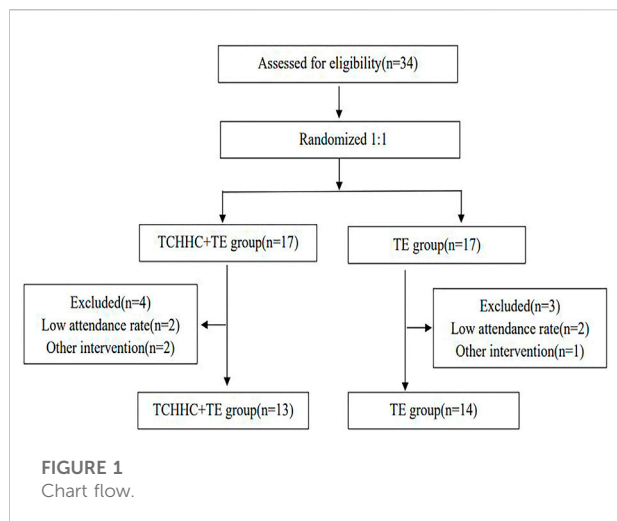 Assessed for eligibility(n=34)
Randomized 1:1
TCHHC+TE group(n=17)
TE group(n=17)
Excluded(n=4)
Low attendance rate(n=2)
Other intervention(n=2)
Excluded(n=3)
Low attendance rate(n=2)
Other intervention(n=1)
TCHHC+TE group(n=13)
TE group(n=14)
FIGURE 1
Chart flow.